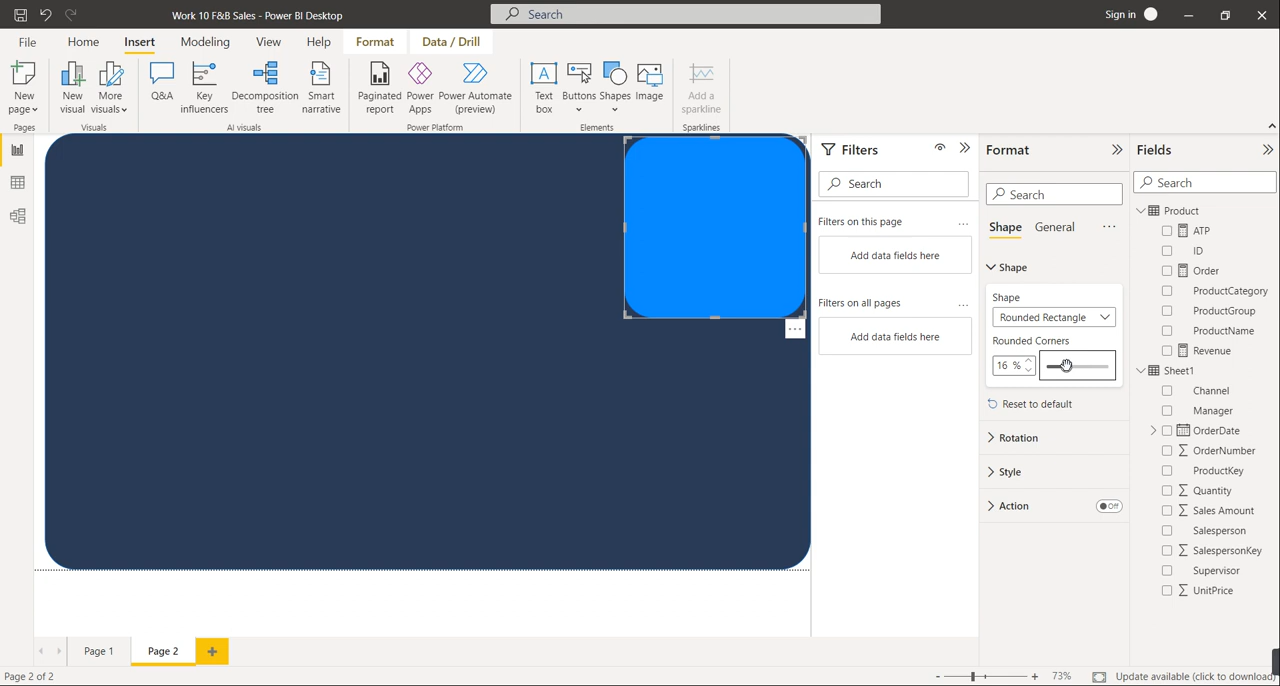 Work 10 F&B Sales - Power BI Desktop
Search
Sign in
File Home Insert Modeling View Help Format Data / Drill
New page
New visual
More visuals
Q&A
Key influencers
Decomposition tree
Smart narrative
Paginated report
Power Apps
Power Automate (preview)
Text box
Buttons
Shapes
Image
Add a sparkline
Pages
Visuals
AI visuals
Power Platform
Elements
Sparklines
Filters
Search
Filters on this page
Add data fields here
Filters on all pages
Add data fields here
Format
Search
Shape General
Shape
Shape
Rounded Rectangle
Rounded Corners
16 %
Reset to default
Rotation
Style
Action
Off
Fields
Search
Product
ATP
ID
Order
ProductCategory
ProductGroup
ProductName
Revenue
Sheet1
Channel
Manager
OrderDate
OrderNumber
ProductKey
Quantity
Sales Amount
Salesperson
SalespersonKey
Supervisor
UnitPrice
Page 1
Page 2
Page 2 of 2
- + 73%
Update available (click to download)